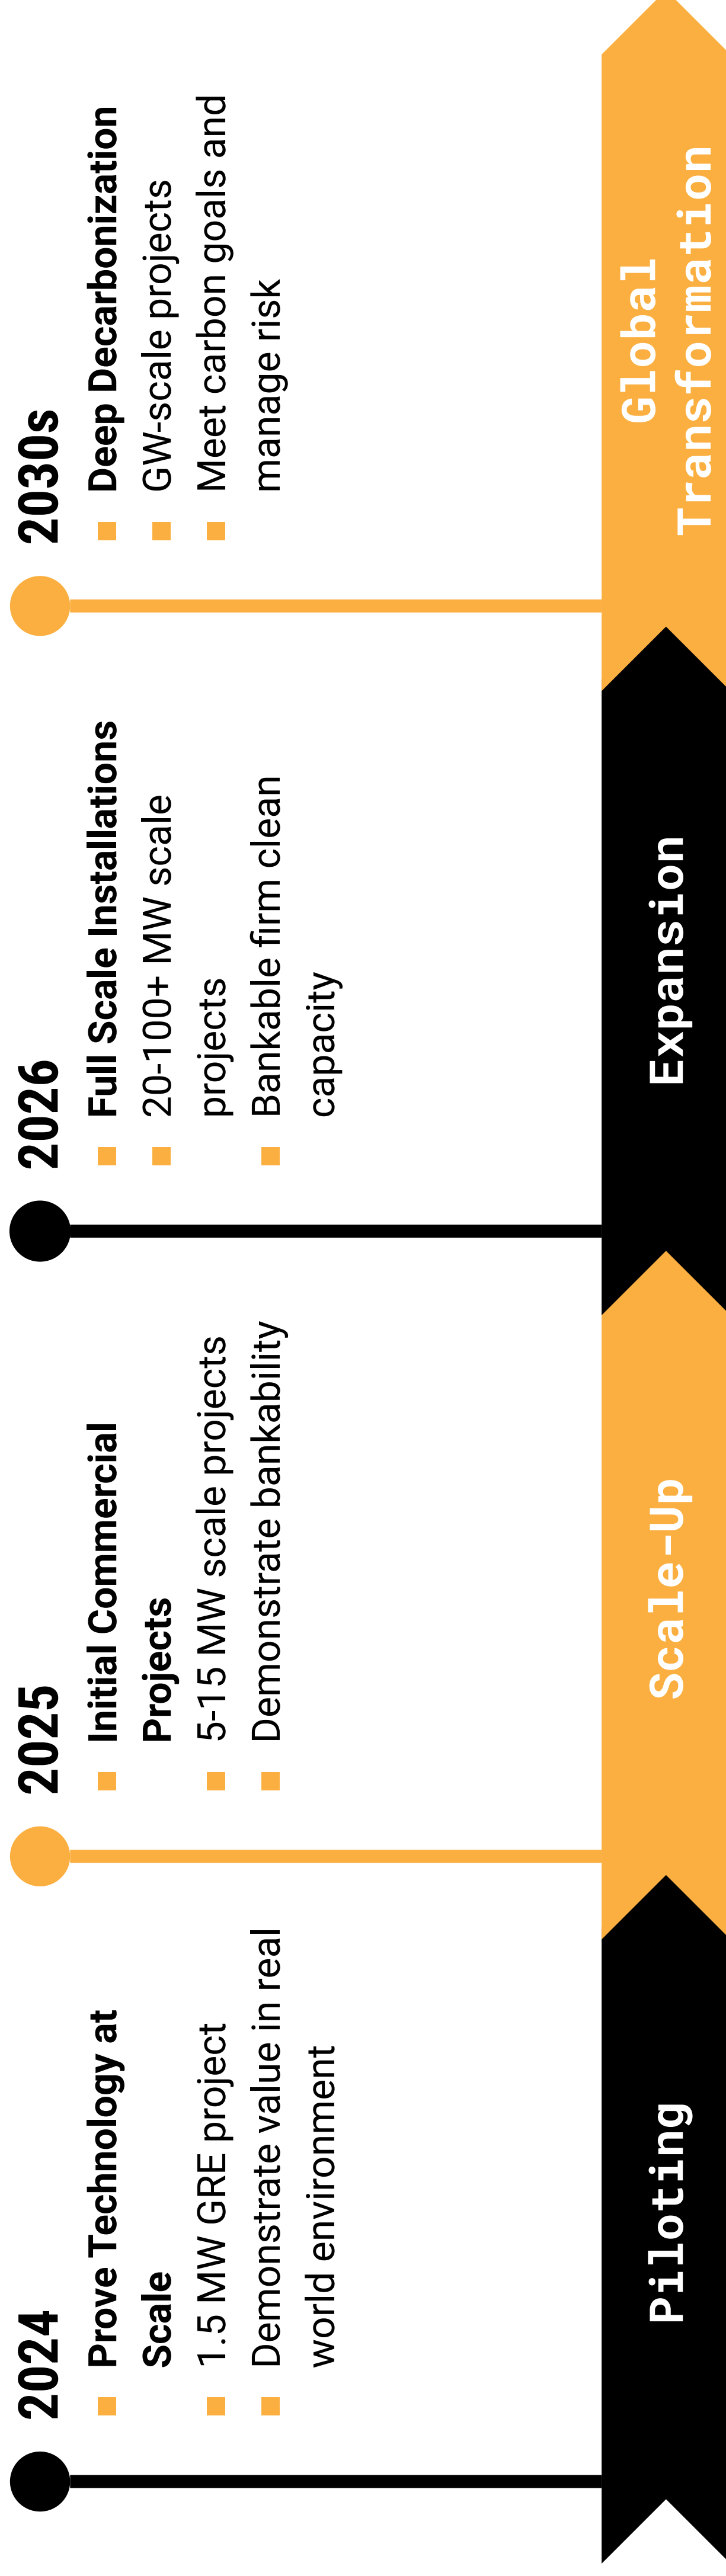 2024
Prove Technology at
Scale
1.5 MW GRE project
Demonstrate value in real
world environment
Piloting
2025
Initial Commercial
Projects
5-15 MW scale projects
Demonstrate bankability
Scale-Up
2026
Full Scale Installations
20-100+ MW scale
projects
Bankable firm clean
capacity
Expansion
2030s
Deep Decarbonization
GW-scale projects
Meet carbon goals and
manage risk
Global
Transformation